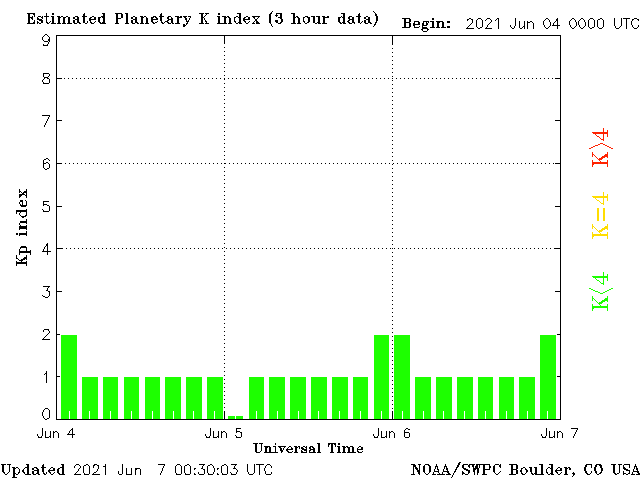 Estimated Planetary K index (3 hour data)
Begin: 2021 Jun 04 0000 UTC
9
8
7
6
5
4
3
2
1
0
Kp index
K>4
K=4
K<4
Jun 4
Jun 5
Jun 6
Jun 7
Universal Time
Updated 2021 Jun 7 00:30:03 UTC
NOAA/SWPC Boulder, CO USA